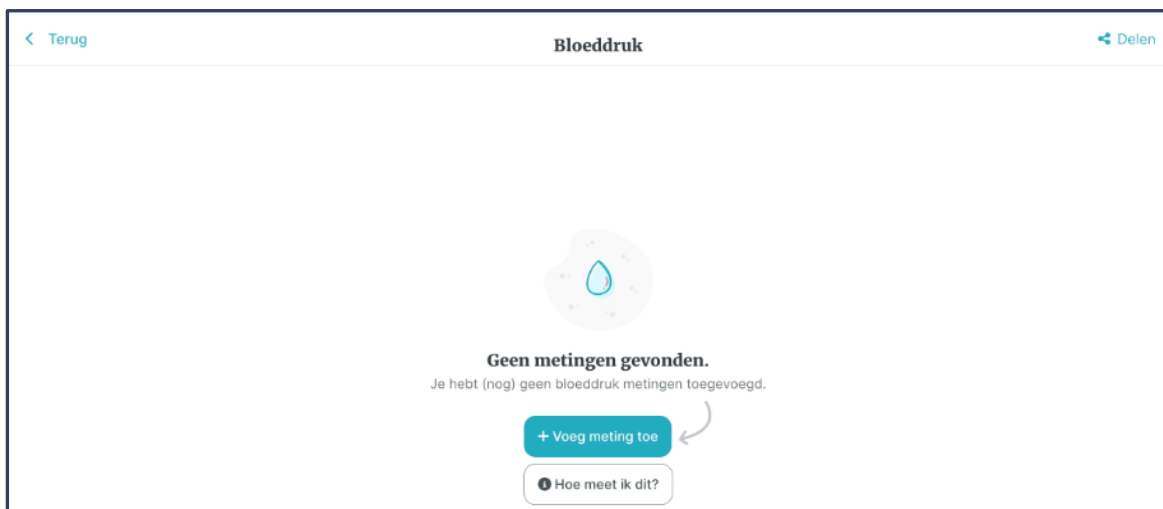 Terug
Bloeddruk
Delen
Geen metingen gevonden.
Je hebt (nog) geen bloeddruk metingen toegevoegd.
+ Voeg meting toe
Hoe meet ik dit?